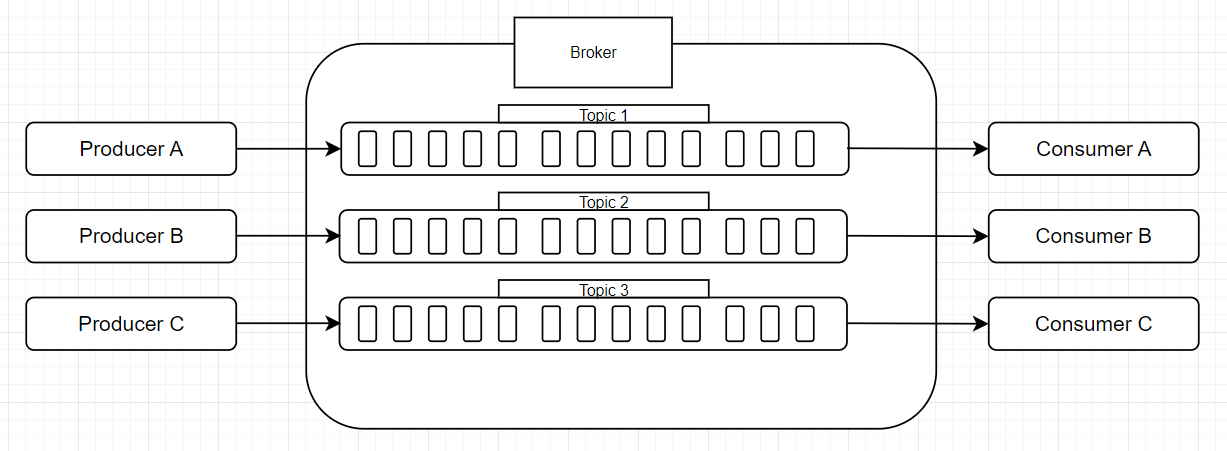 Broker
Topic 1
Producer A
Consumer A
Topic 2
Producer B
Consumer B
Topic 3
Producer C
Consumer C